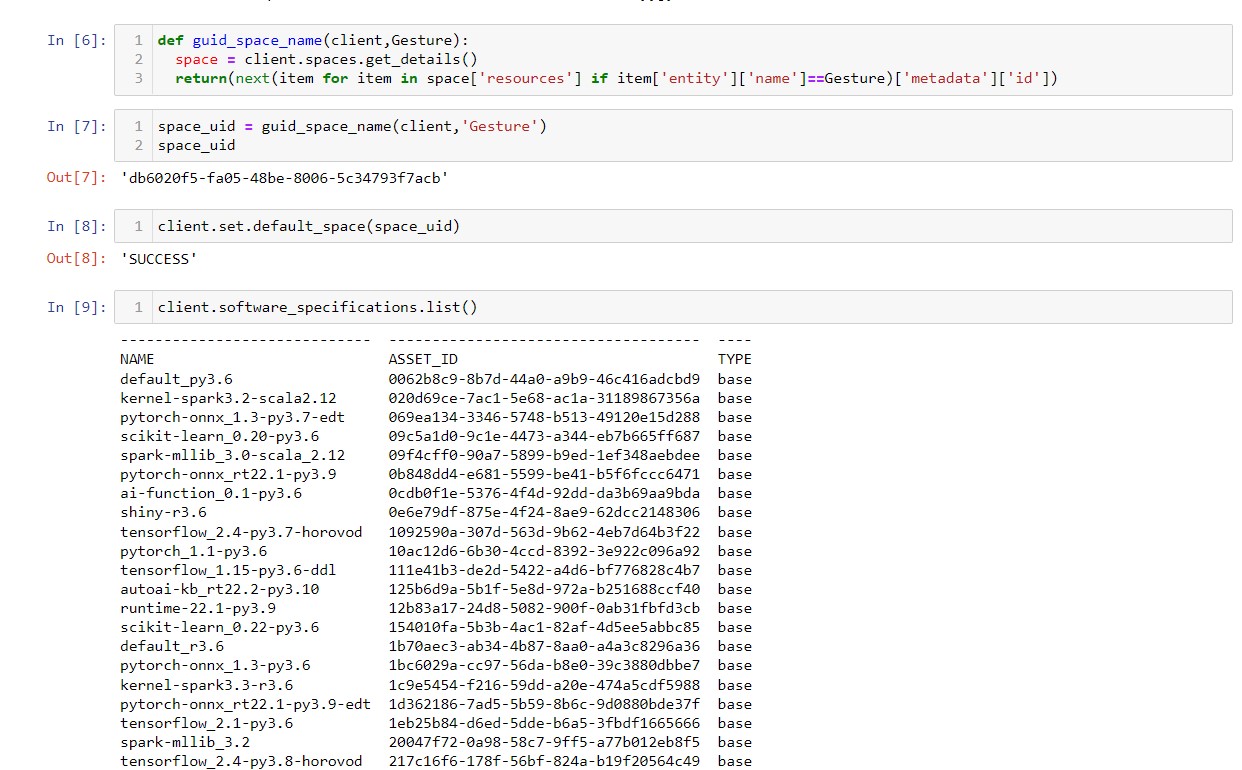 In [6]: 1 def guid_space_name(client,Gesture):
2 space = client.spaces.get_details()
3 return(next(item for item in space['resources'] if item['entity']['name']==Gesture)['metadata']['id'])
In [7]: 1 space_uid = guid_space_name(client,'Gesture')
2 space_uid
Out[7]: 'db6020f5-fa05-48be-8006-5c34793f7acb'
In [8]: 1 client.set.default_space(space_uid)
Out[8]: 'SUCCESS'
In [9]: 1 client.software_specifications.list()
----------------------------- ------------------------------------ ----
NAME ASSET_ID TYPE
default_py3.6 0062b8c9-8b7d-44a0-a9b9-46c416adcbd9 base
kernel-spark3.2-scala2.12 020d69ce-7ac1-5e68-ac1a-31189867356a base
pytorch-onnx_1.3-py3.7-edt 069ea134-3346-5748-b513-49120e15d288 base
scikit-learn_0.20-py3.6 09c5a1d0-9c1e-4473-a344-eb7b665ff687 base
spark-mllib_3.0-scala_2.12 09f4cff0-90a7-5899-b9ed-1ef348aebdee base
pytorch-onnx_rt22.1-py3.9 0b848dd4-e681-5599-be41-b5f6fccc6471 base
ai-function_0.1-py3.6 0cdb0f1e-5376-4f4d-92dd-da3b69aa9bda base
shiny-r3.6 0e6e79df-875e-4f24-8ae9-62dcc2148306 base
tensorflow_2.4-py3.7-horovod 1092590a-307d-563d-9b62-4eb7d64b3f22 base
pytorch_1.1-py3.6 10ac12d6-6b30-4ccd-8392-3e922c096a92 base
tensorflow_1.15-py3.6-ddl 111e41b3-de2d-5422-a4d6-bf776828c4b7 base
autoai-kb_rt22.2-py3.10 125b6d9a-5b1f-5e8d-972a-b251688ccf40 base
runtime-22.1-py3.9 12b83a17-24d8-5082-900f-0ab31fbfd3cb base
scikit-learn_0.22-py3.6 154010fa-5b3b-4ac1-82af-4d5ee5abbc85 base
default_r3.6 1b70aec3-ab34-4b87-8aa0-a4a3c8296a36 base
pytorch-onnx_1.3-py3.6 1bc6029a-cc97-56da-b8e0-39c3880dbbe7 base
kernel-spark3.3-r3.6 1c9e5454-f216-59dd-a20e-474a5cdf5988 base
pytorch-onnx_rt22.1-py3.9-edt 1d362186-7ad5-5b59-8b6c-9d0880bde37f base
tensorflow_2.1-py3.6 1eb25b84-d6ed-5dde-b6a5-3fbdf1665666 base
spark-mllib_3.2 20047f72-0a98-58c7-9ff5-a77b012eb8f5 base
tensorflow_2.4-py3.8-horovod 217c16f6-178f-56bf-824a-b19f20564c49 base